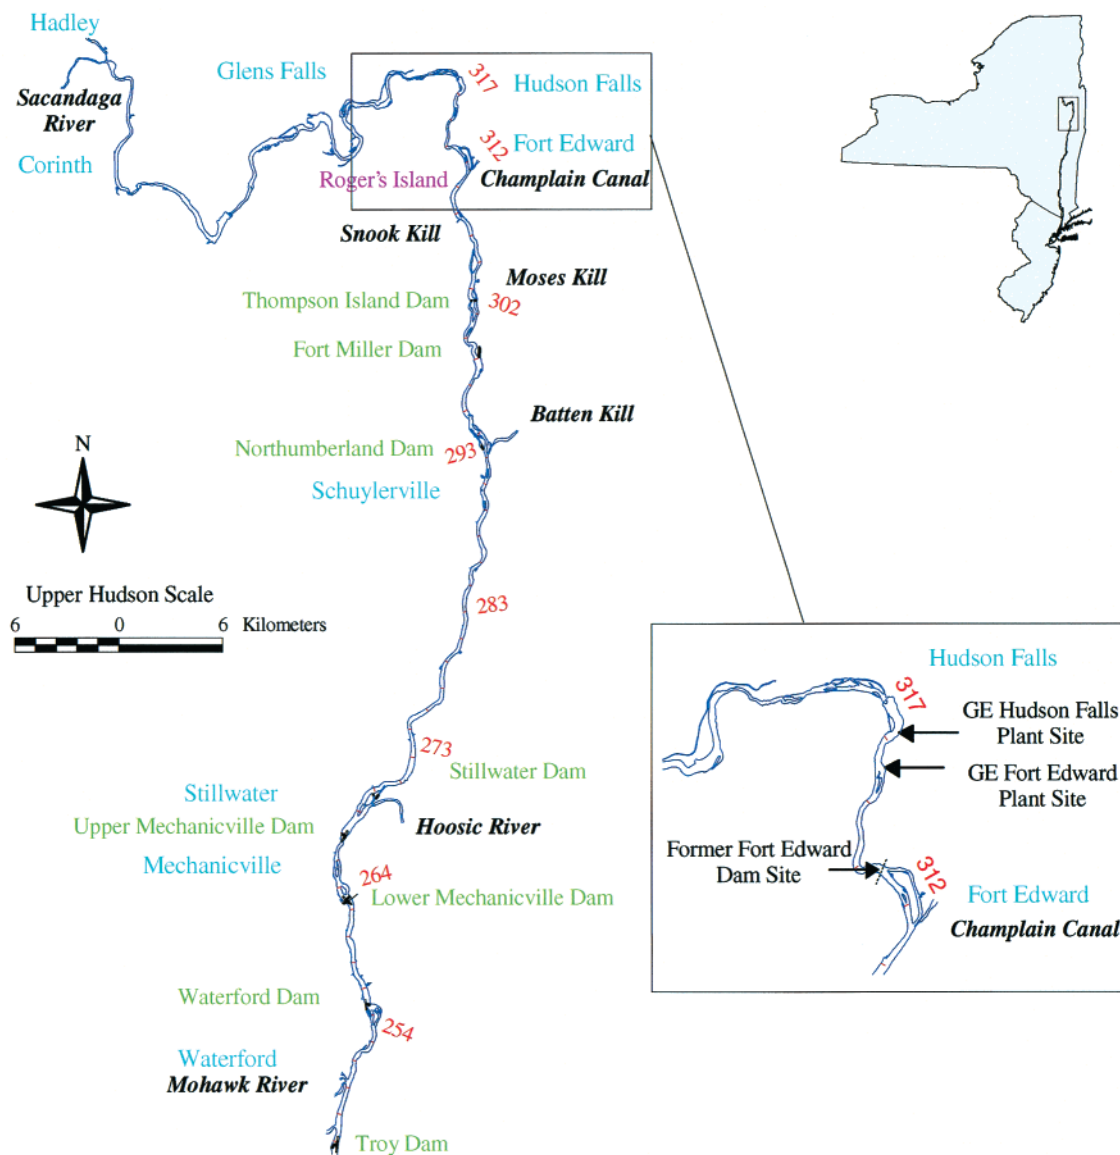 Hadley
Glens Falls
317
Hudson Falls
Sacandaga
River
312
Fort Edward
Corinth
Roger's Island
Champlain Canal
Snook Kill
Moses Kill
Thompson Island Dam
302
Fort Miller Dam
Batten Kill
N
Northumberland Dam
293
Schuylerville
Upper Hudson Scale
283
6 0 6 Kilometers
Hudson Falls
317
GE Hudson Falls
Plant Site
273
Stillwater Dam
GE Fort Edward
Plant Site
Stillwater
Upper Mechanicville Dam
Hoosic River
Former Fort Edward
Dam Site
Mechanicville
264
312
Lower Mechanicville Dam
Fort Edward
Champlain Canal
Waterford Dam
254
Waterford
Mohawk River
Troy Dam